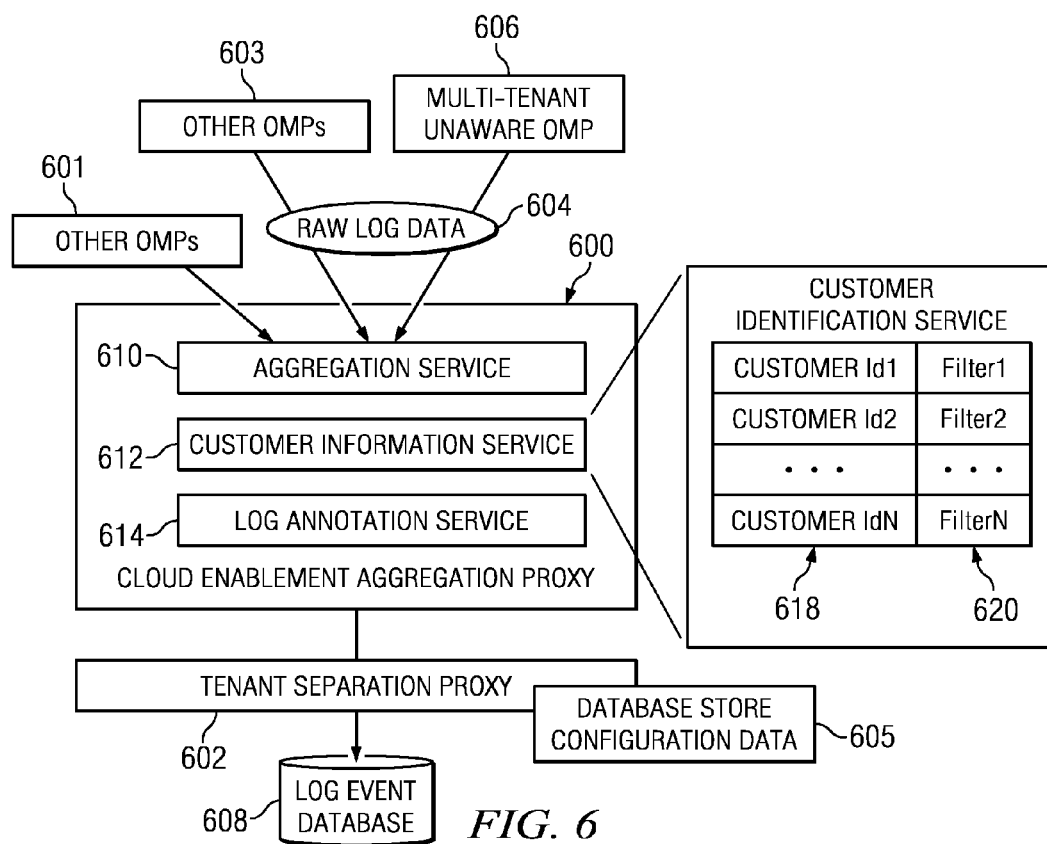 603
606
OTHER OMPs
MULTI-TENANT
UNAWARE OMP
601
604
OTHER OMPs
RAW LOG DATA
600
CUSTOMER
IDENTIFICATION SERVICE
610
AGGREGATION SERVICE
CUSTOMER Id1 Filter1
CUSTOMER Id2 Filter2
612
CUSTOMER INFORMATION SERVICE
• • • • • •
614
LOG ANNOTATION SERVICE
CUSTOMER IdN FilterN
CLOUD ENABLEMENT AGGREGATION PROXY
618
620
TENANT SEPARATION PROXY
602
DATABASE STORE
CONFIGURATION DATA
605
608
LOG EVENT
DATABASE
FIG. 6